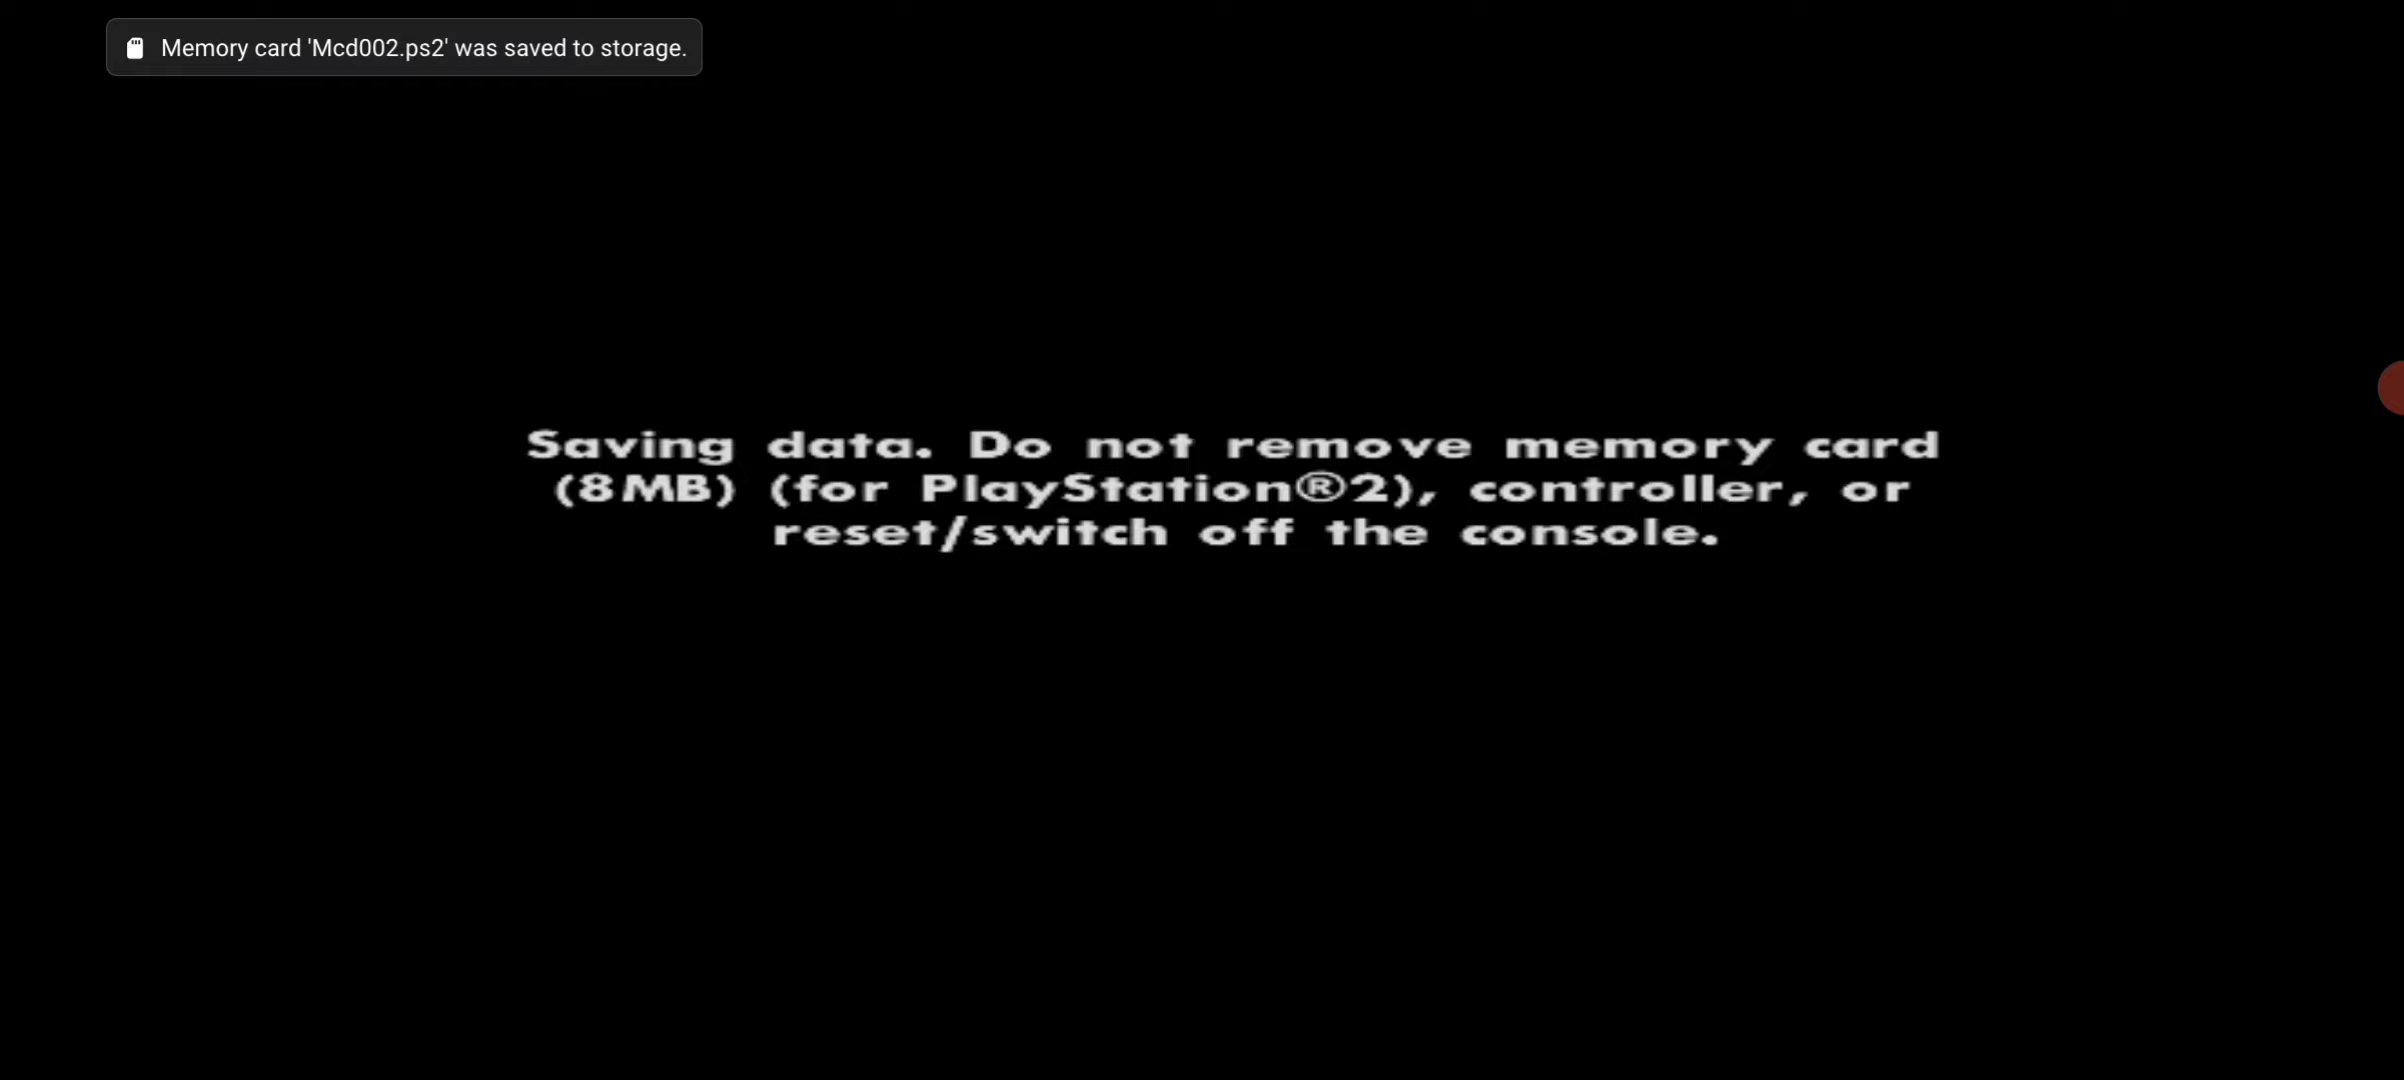 Memory card 'Mcd002.ps2' was saved to storage.
Saving data. Do not remove memory card
(8MB) (for PlayStation®2), controller, or
reset/switch off the console.